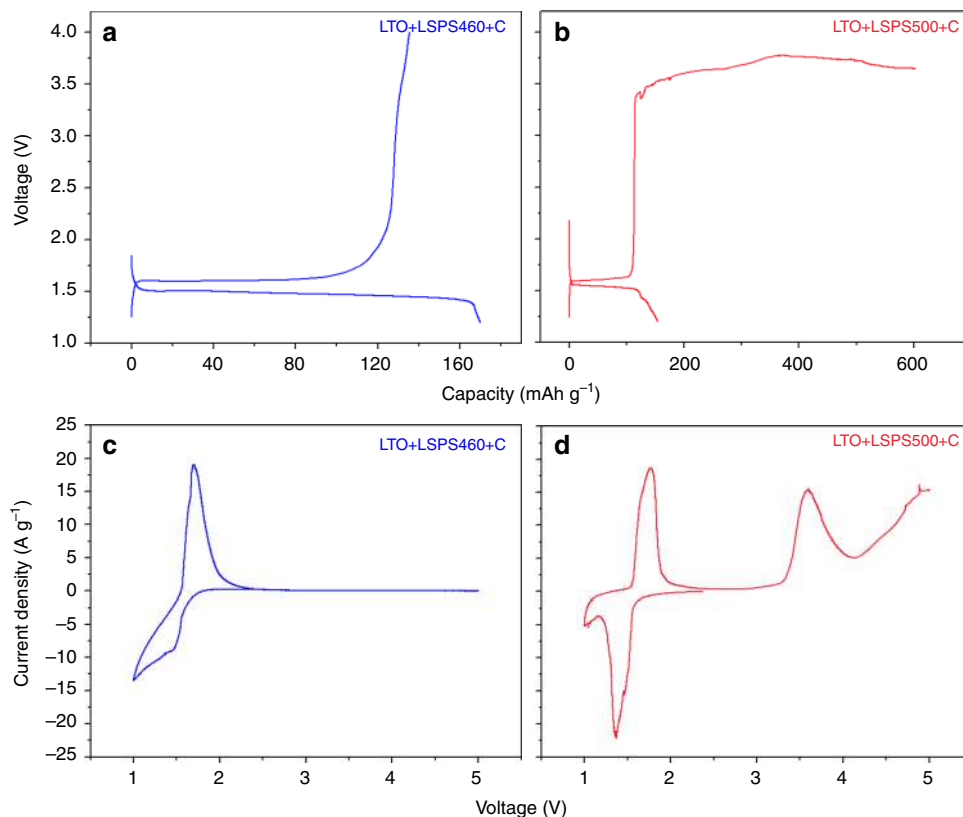 a
LTO+LSPS460+C
b
LTO+LSPS500+C
4.0
3.5
3.0
2.5
2.0
1.5
1.0
Voltage (V)
0 40 80 120 160
0 200 400 600
Capacity (mAh g⁻¹)
c
LTO+LSPS460+C
d
LTO+LSPS500+C
25
20
15
10
5
0
−5
−10
−15
−20
−25
Current density (A g⁻¹)
1 2 3 4 5
1 2 3 4 5
Voltage (V)